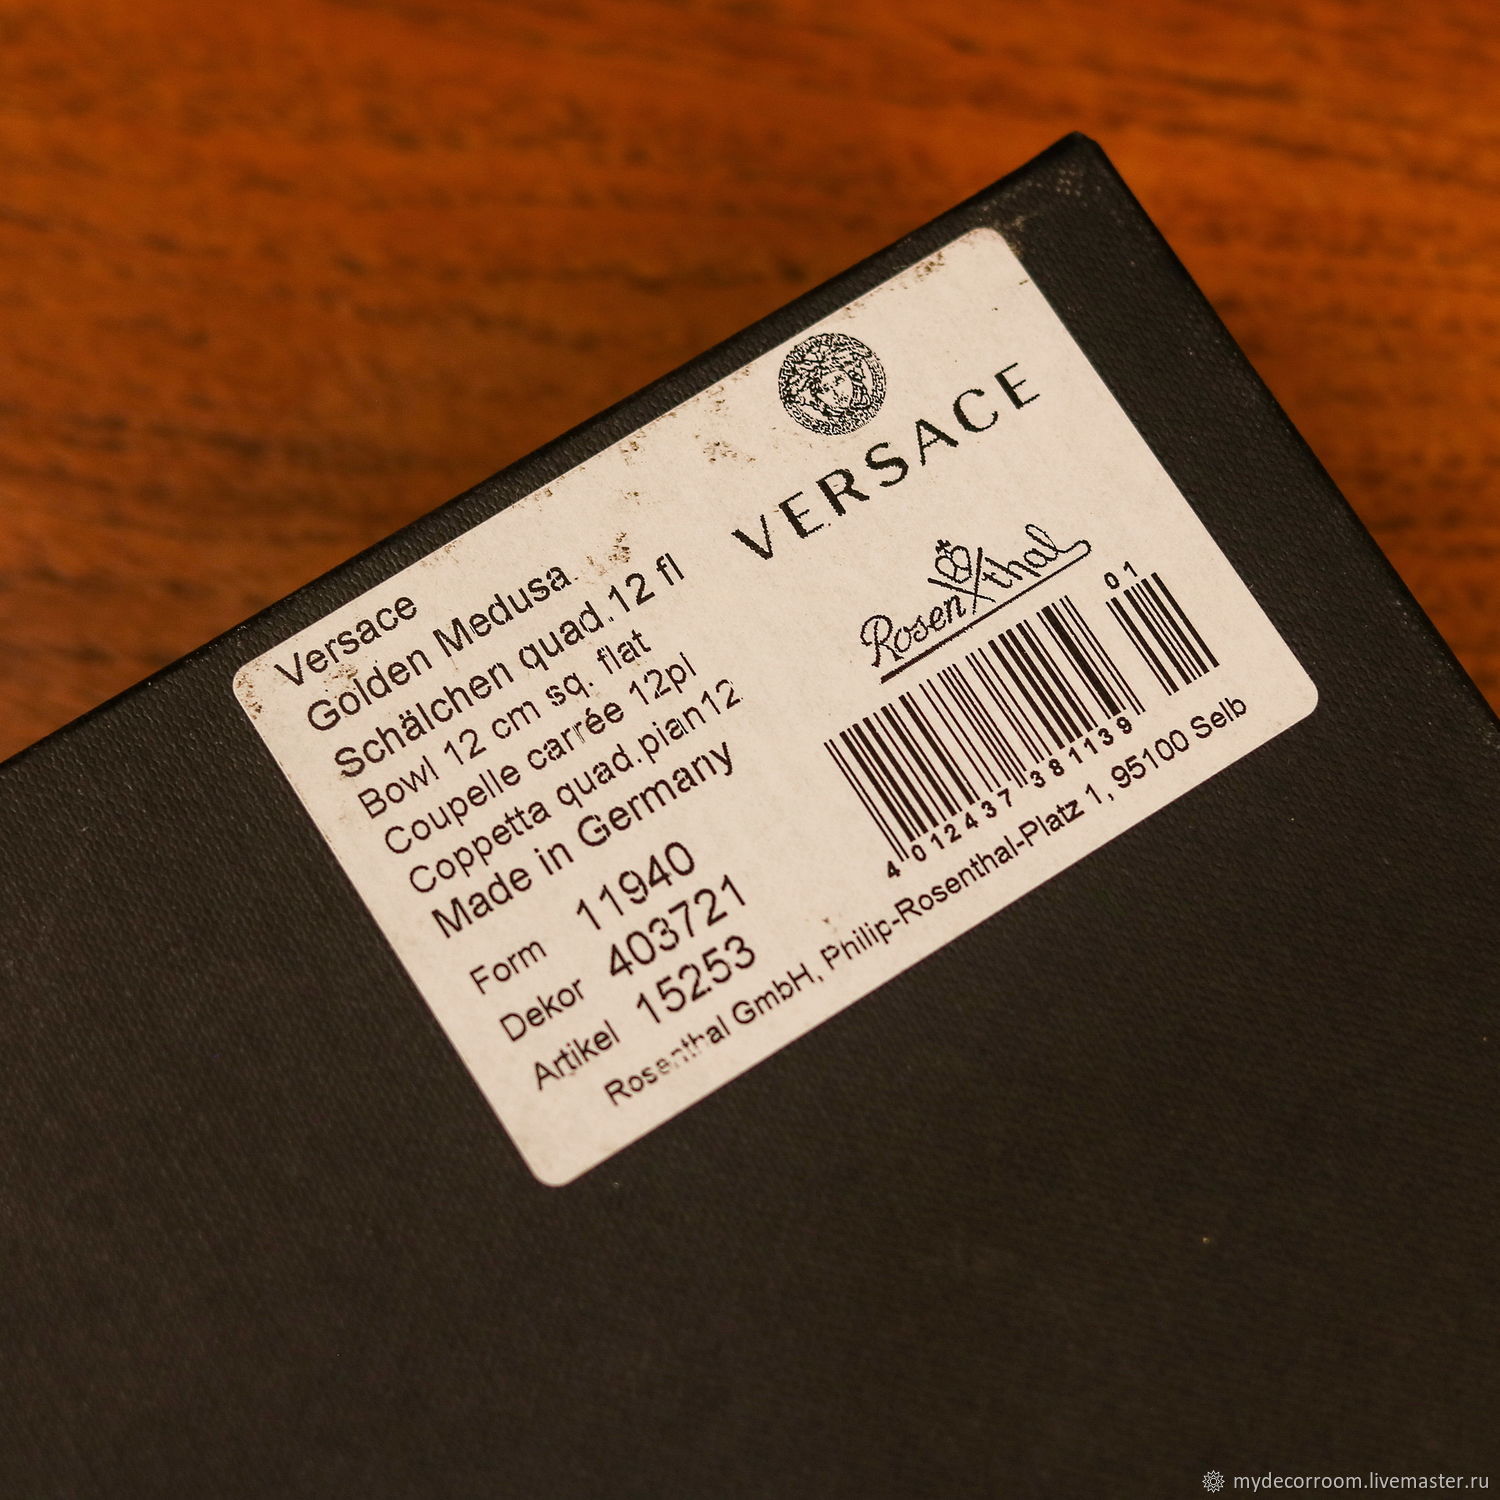 Versace
Golden Medusa
Schälchen quad.12 fl
Bowl 12 cm sq. flat
Coupelle carrée 12pl
Coppetta quad.pian12
Made in Germany
Form 11940
Dekor 403721
Artikel 15253
Rosenthal GmbH, Philip-Rosenthal-Platz 1, 95100 Selb
VERSACE
Rosenthal
01
4 012437 381139
mydecorroom.livemaster.ru